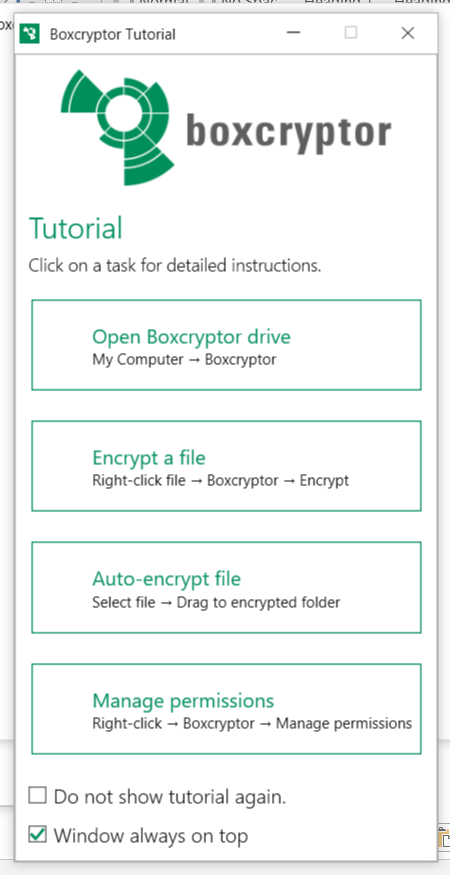 Boxcryptor Tutorial
boxcryptor
Tutorial
Click on a task for detailed instructions.
Open Boxcryptor drive
My Computer → Boxcryptor
Encrypt a file
Right-click file → Boxcryptor → Encrypt
Auto-encrypt file
Select file → Drag to encrypted folder
Manage permissions
Right-click → Boxcryptor → Manage permissions
Do not show tutorial again.
Window always on top